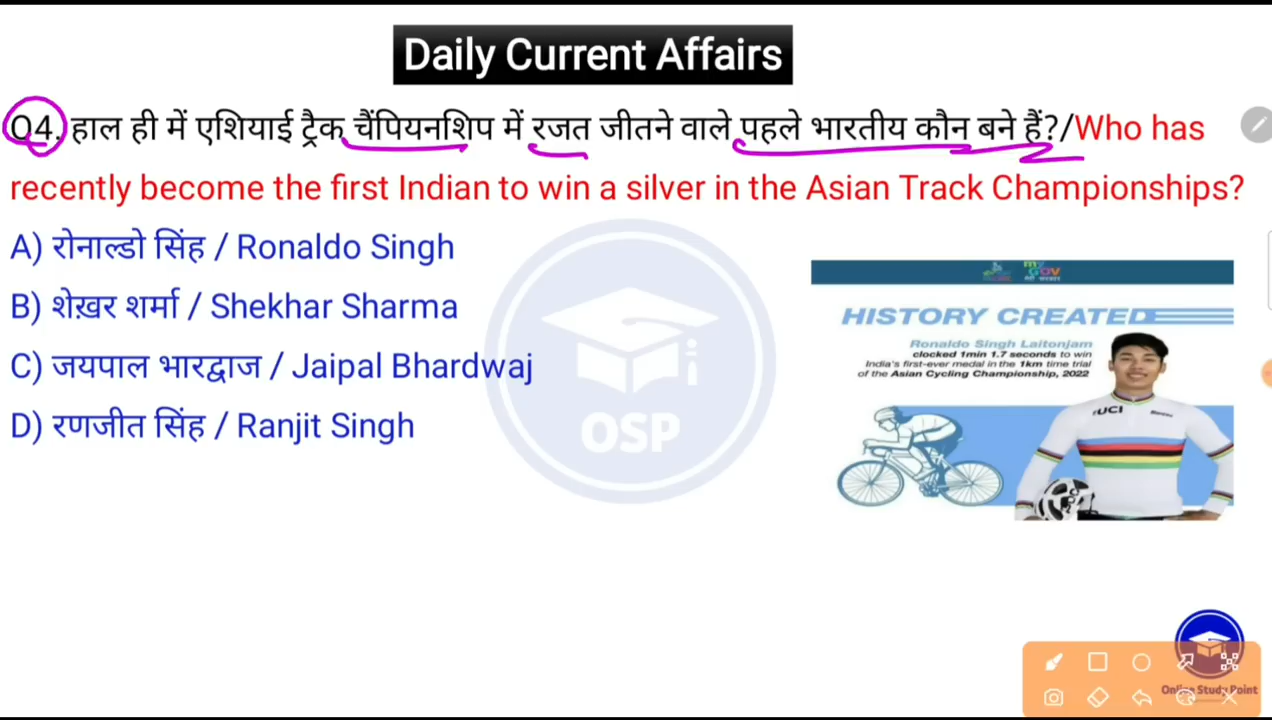 Daily Current Affairs
Q4. हाल ही में एशियाई ट्रैक चैंपियनशिप में रजत जीतने वाले पहले भारतीय कौन बने हैं?/Who has
recently become the first Indian to win a silver in the Asian Track Championships?
A) रोनाल्डो सिंह / Ronaldo Singh
B) शेख़र शर्मा / Shekhar Sharma
C) जयपाल भारद्वाज / Jaipal Bhardwaj
D) रणजीत सिंह / Ranjit Singh
OSP
my GOV
मेरी सरकार
HISTORY CREATED
Ronaldo Singh Laitonjam
clocked 1min 1.7 seconds to win
India's first-ever medal in the 1km time trial
of the Asian Cycling Championship, 2022
UCI
Online Study Point